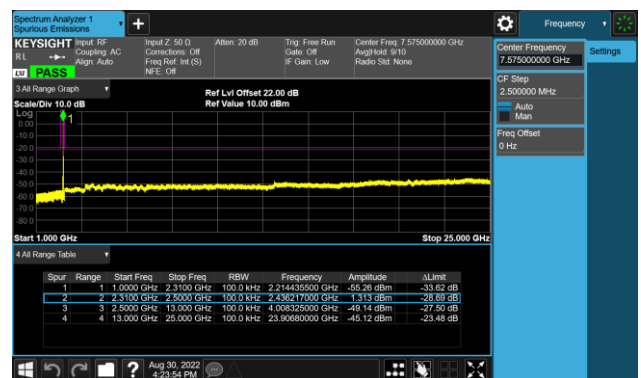 Spectrum Analyzer 1
Spurious Emissions
Frequency
KEYSIGHT
RL
LXI PASS
Input: RF
Coupling: AC
Align: Auto
Input Z: 50 Ω
Corrections: Off
Freq Ref: Int (S)
NFE: Off
Atten: 20 dB
Trig: Free Run
Gate: Off
IF Gain: Low
Center Freq: 7.575000000 GHz
Avg|Hold: 9/10
Radio Std: None
Center Frequency
7.575000000 GHz
Settings
CF Step
2.500000 MHz
Auto
Man
Freq Offset
0 Hz
3 All Range Graph
Scale/Div 10.0 dB
Ref Lvl Offset 22.00 dB
Ref Value 10.00 dBm
Log
1
0.00
-10.0
-20.0
-30.0
-40.0
-50.0
-60.0
-70.0
-80.0
Start 1.000 GHz
Stop 25.000 GHz
4 All Range Table
Spur Range Start Freq Stop Freq RBW Frequency Amplitude ΔLimit
1 1 1.0000 GHz 2.3100 GHz 100.0 kHz 2.214435500 GHz -55.26 dBm -33.62 dB
2 2 2.3100 GHz 2.5000 GHz 100.0 kHz 2.436217000 GHz 1.313 dBm -28.69 dB
3 3 2.5000 GHz 13.000 GHz 100.0 kHz 4.008325000 GHz -49.14 dBm -27.50 dB
4 4 13.000 GHz 25.000 GHz 100.0 kHz 23.90680000 GHz -45.12 dBm -23.48 dB
Aug 30, 2022
4:23:54 PM